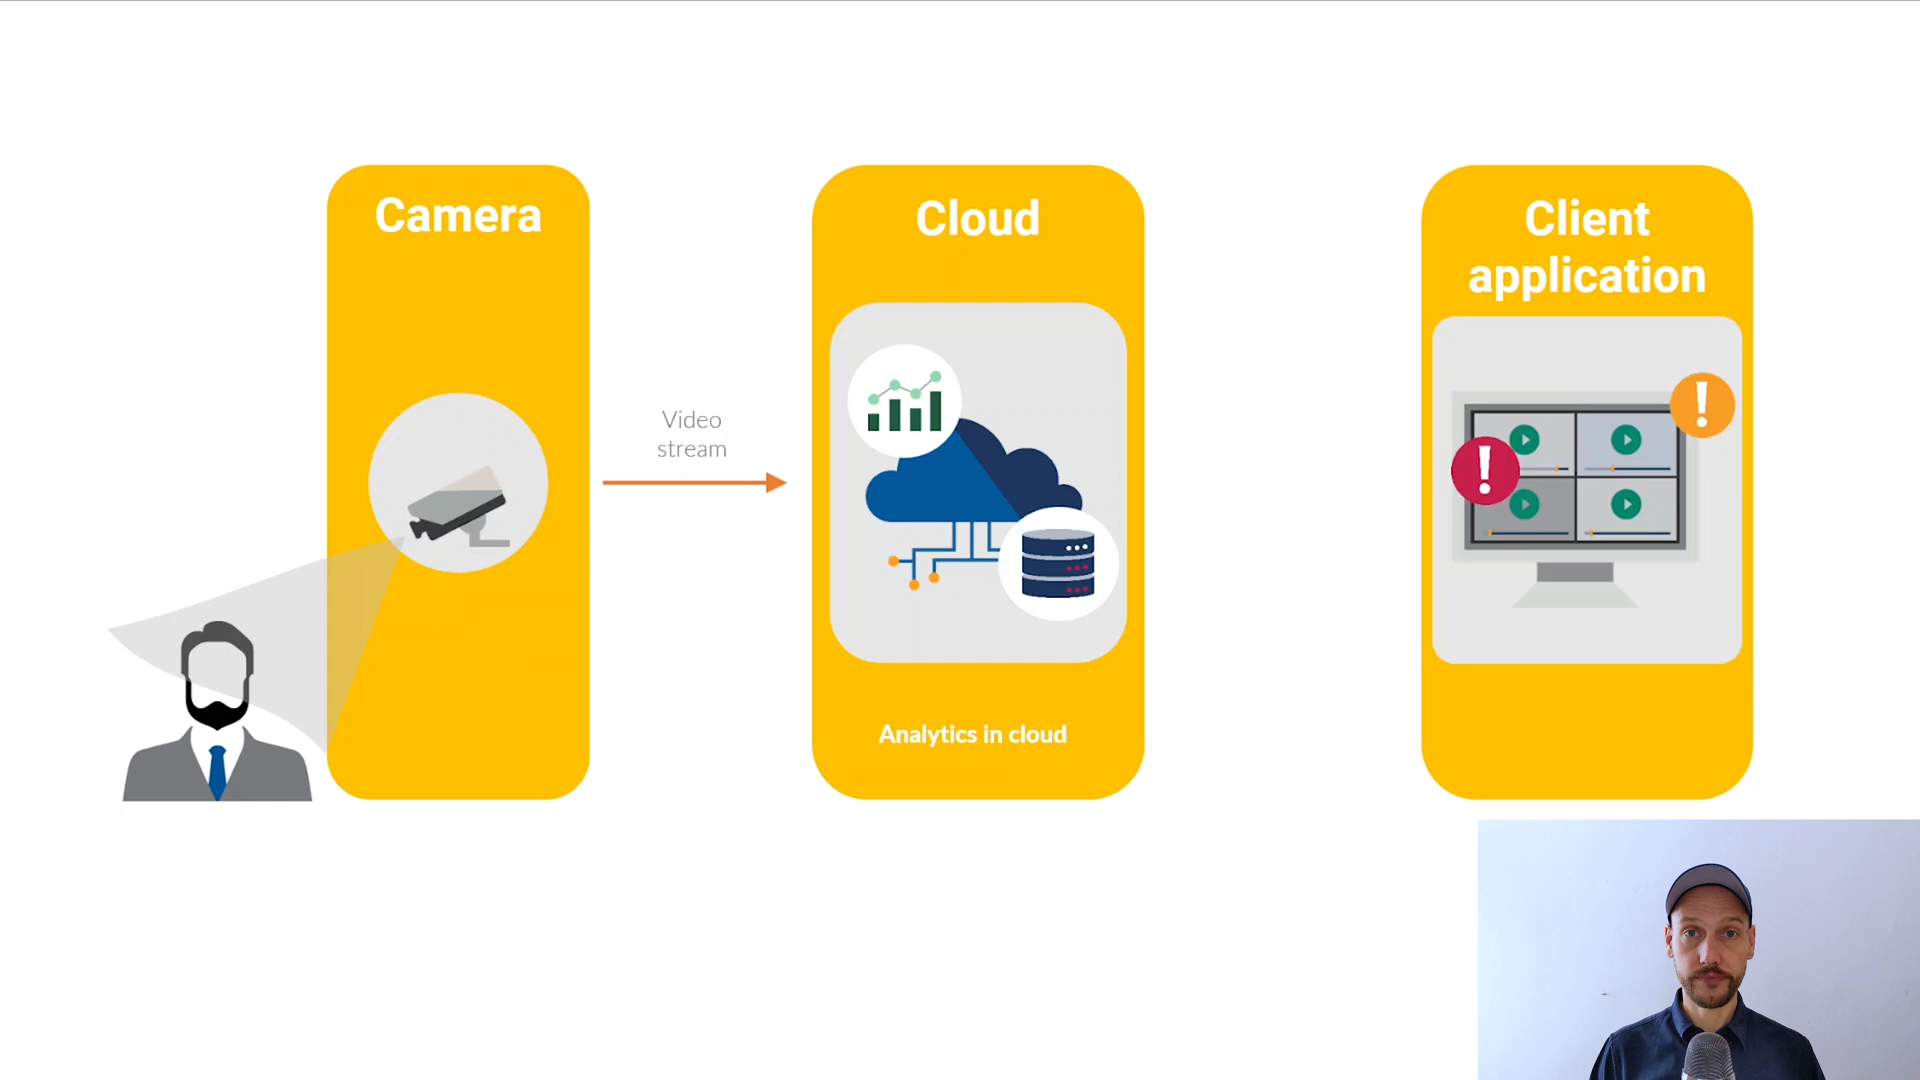 Camera
Cloud
Client
application
Video
stream
Analytics in cloud